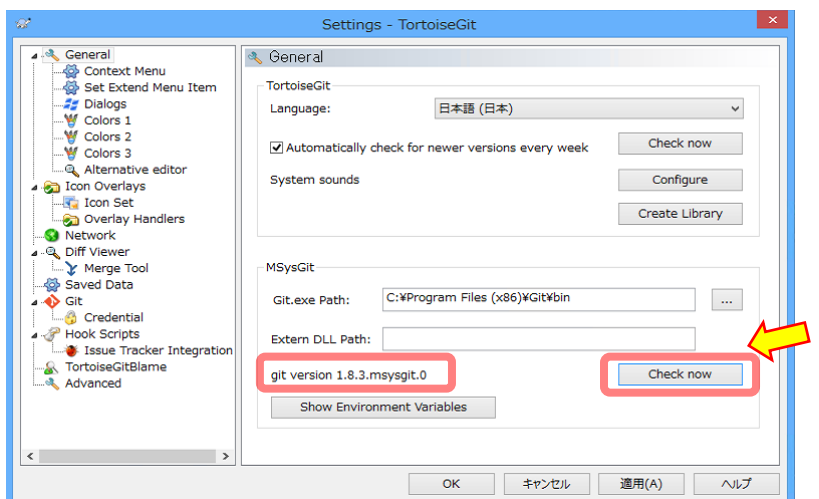 Settings - TortoiseGit
General
Context Menu
Set Extend Menu Item
Dialogs
Colors 1
Colors 2
Colors 3
Alternative editor
Icon Overlays
Icon Set
Overlay Handlers
Network
Diff Viewer
Merge Tool
Saved Data
Git
Credential
Hook Scripts
Issue Tracker Integration
TortoiseGitBlame
Advanced
General
TortoiseGit
Language: 日本語 (日本)
Automatically check for newer versions every week Check now
System sounds Configure
Create Library
MSysGit
Git.exe Path: C:¥Program Files (x86)¥Git¥bin ...
Extern DLL Path:
git version 1.8.3.msysgit.0 Check now
Show Environment Variables
OK キャンセル 適用(A) ヘルプ